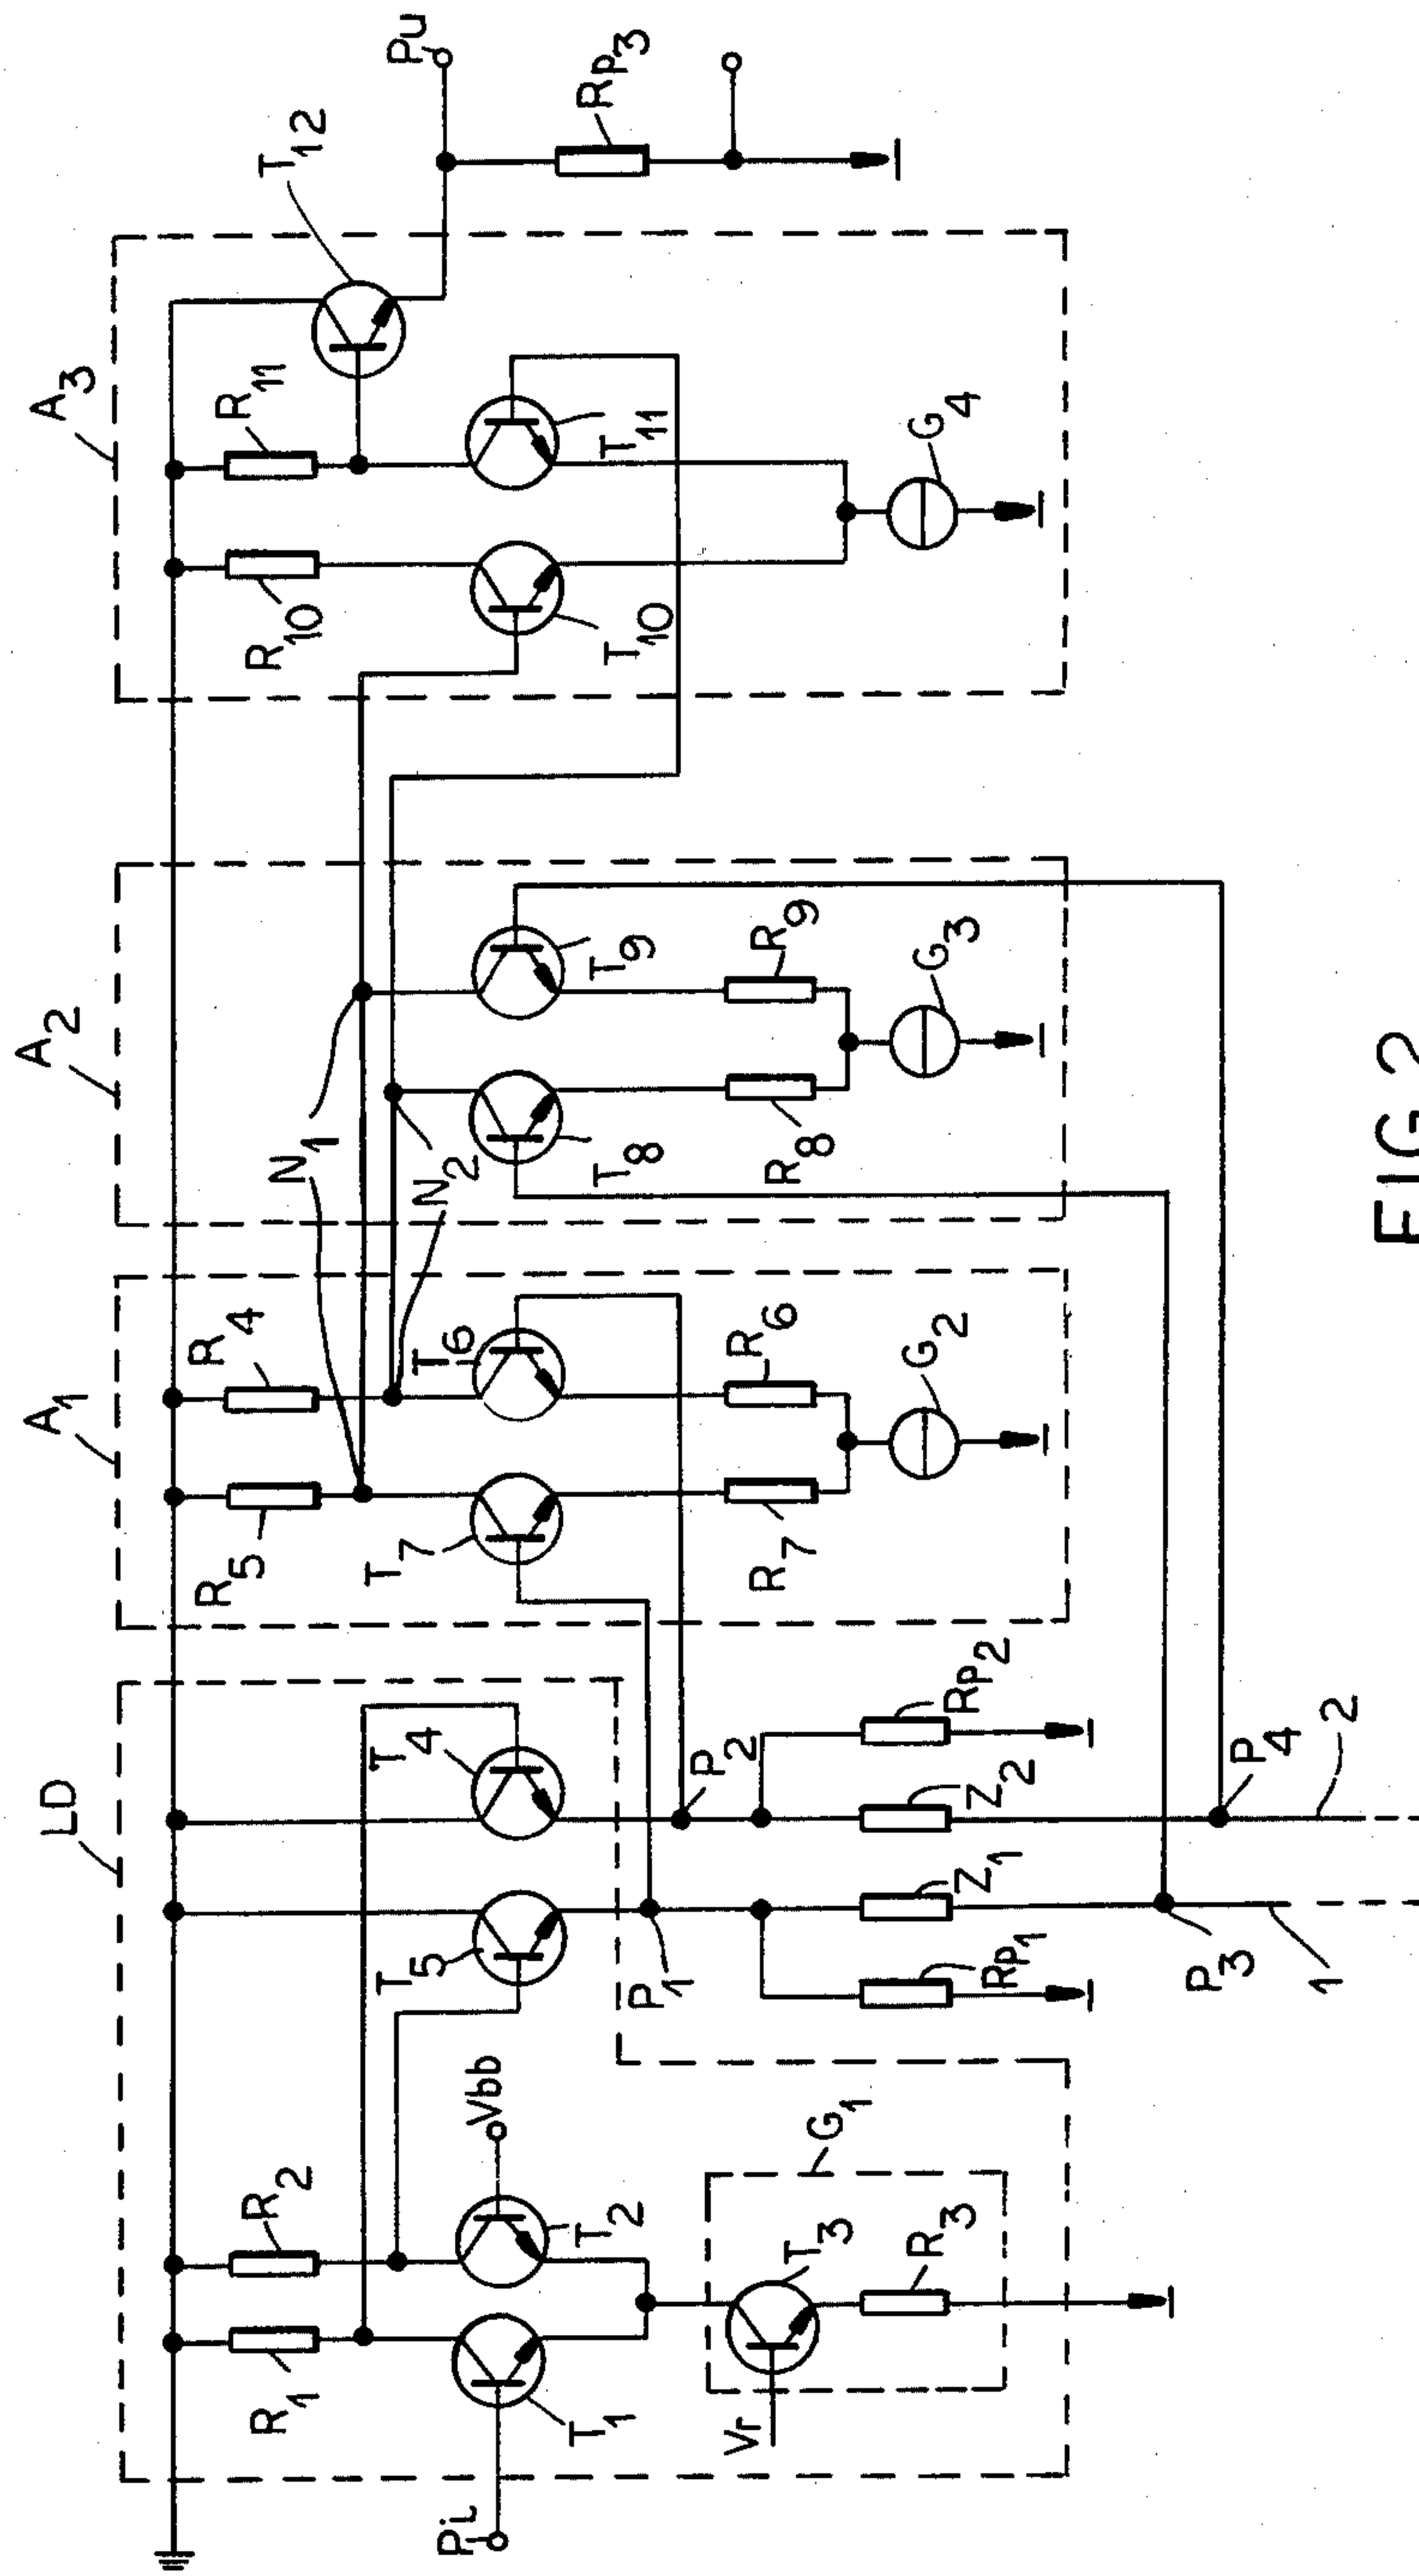 LD
A1
A2
A3
R1
R2
R5
R4
R10
R11
T12
Pu
Rp3
N1
N2
Pi
T1
T2
Vbb
T5
T4
T7
T6
T8
T9
T10
T11
P1
P2
Vr
T3
G1
R3
R7
R6
G2
R8
R9
G3
G4
Rp1
Z1
Z2
Rp2
P3
P4
1
2
FIG. 2